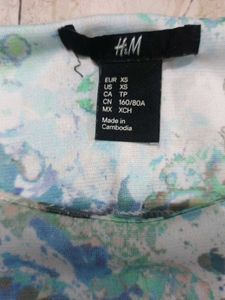 H&M
EUR XS
US XS
CA TP
CN 160/80A
MX XCH
Made in
Cambodia